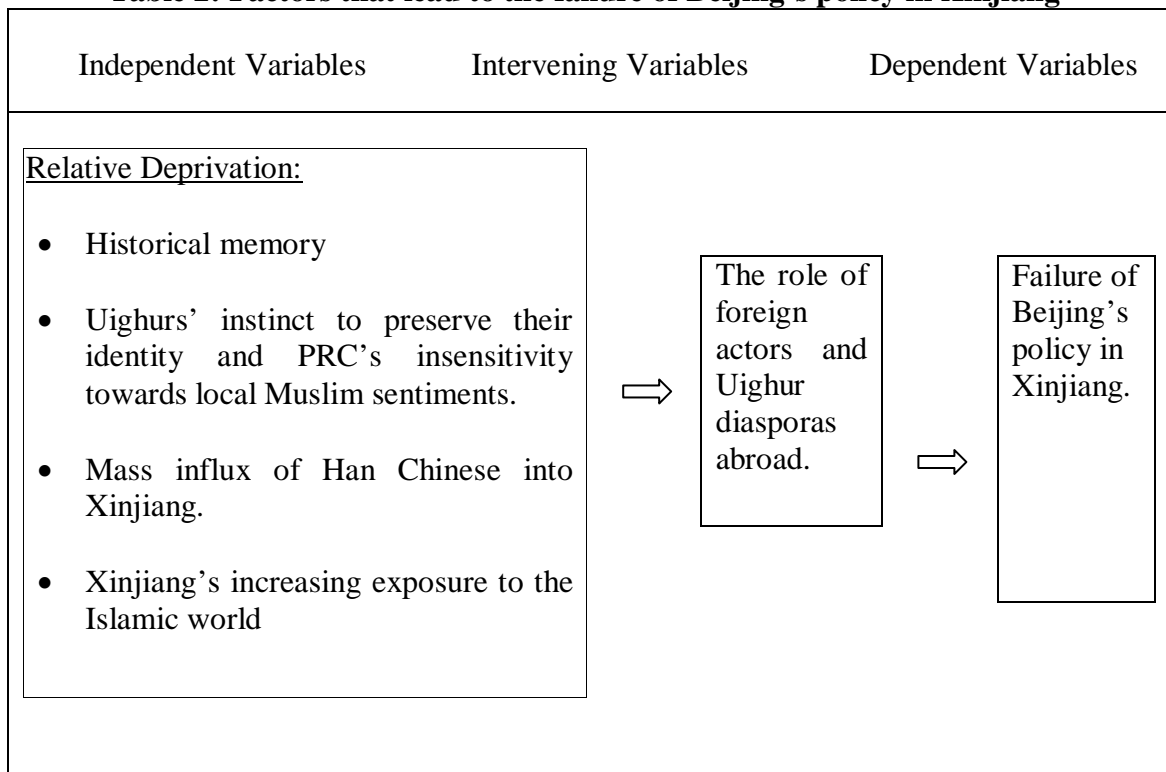 Table 2: Factors that lead to the failure of Beijing's policy in Xinjiang
Independent Variables Intervening Variables Dependent Variables
Relative Deprivation:
• Historical memory
• Uighurs’ instinct to preserve their
identity and PRC’s insensitivity
towards local Muslim sentiments.
• Mass influx of Han Chinese into
Xinjiang.
• Xinjiang’s increasing exposure to the
Islamic world
The role of
foreign
actors and
Uighur
diasporas
abroad.
Failure of
Beijing’s
policy in
Xinjiang.